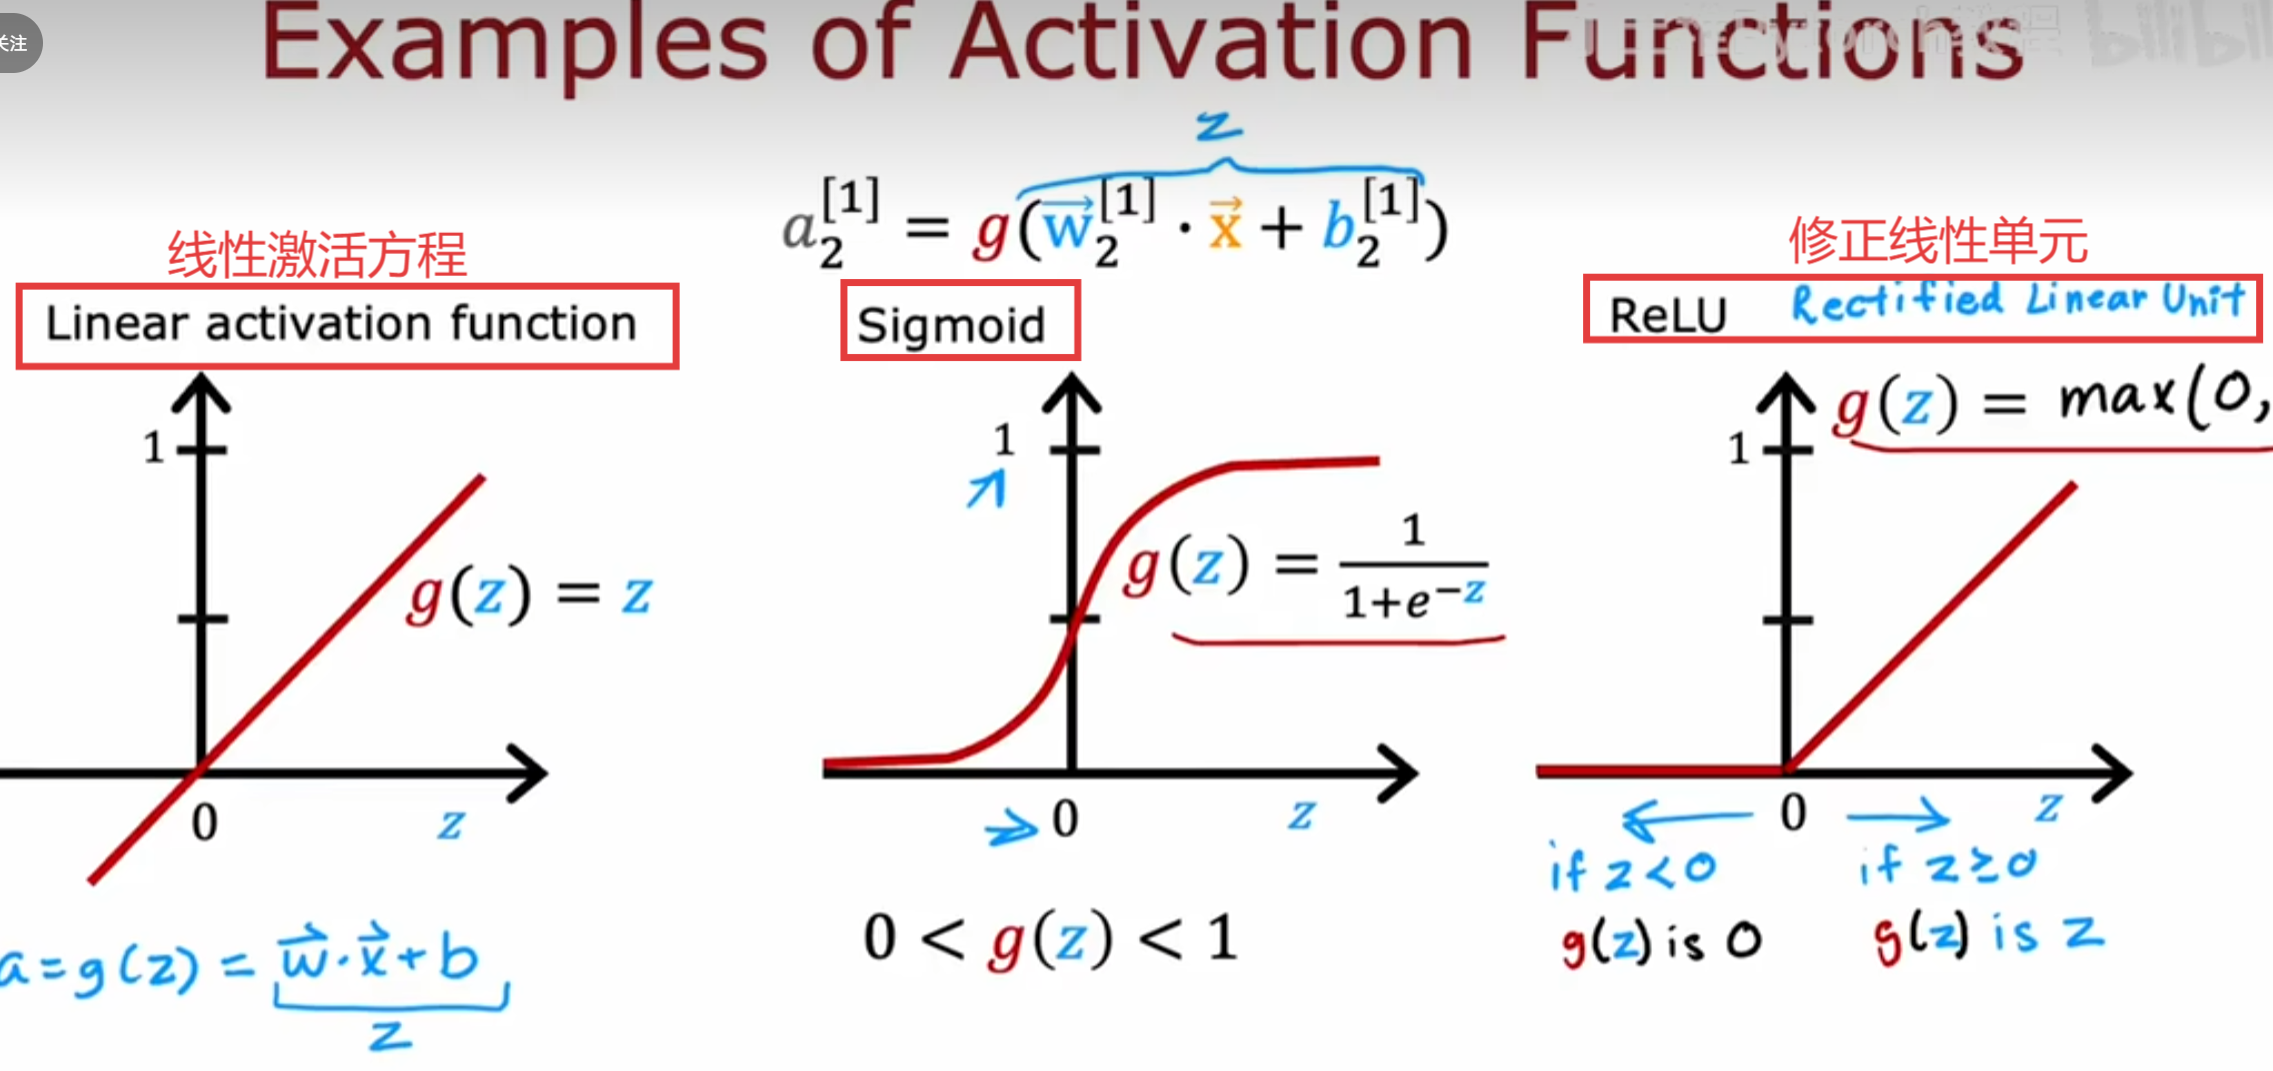 Examples of Activation Functions
关注
z
a₂^[1] = g(w⃗₂^[1] · x⃗ + b₂^[1])
线性激活方程
修正线性单元
Linear activation function
Sigmoid
ReLU Rectified Linear Unit
1
g(z) = z
0
z
a = g(z) = w⃗ · x⃗ + b
z
1
g(z) = 1/(1+e^−z)
0
z
0 < g(z) < 1
g(z) = max(0,
1
0
z
if z<0
g(z) is 0
if z≥0
g(z) is z